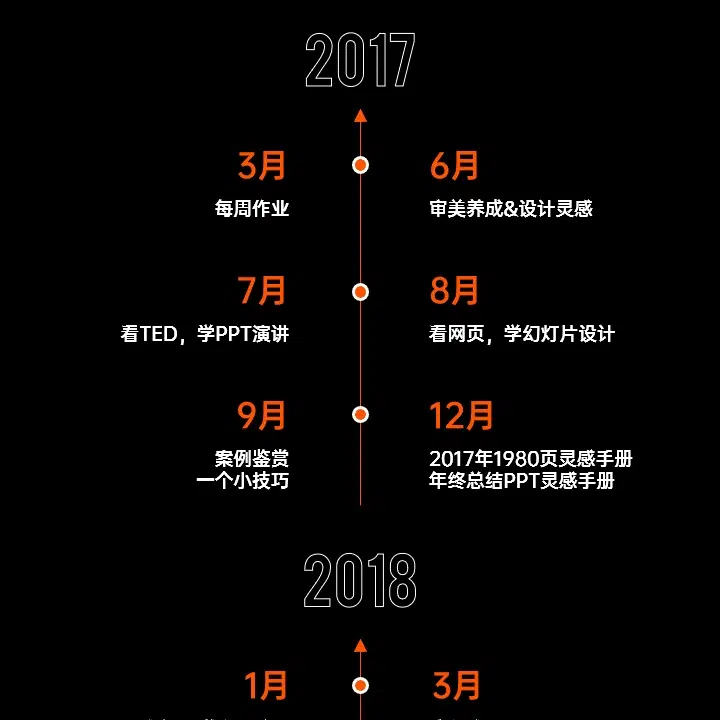 2017
3月
每周作业
6月
审美养成&设计灵感
7月
看TED，学PPT演讲
8月
看网页，学幻灯片设计
9月
案例鉴赏
一个小技巧
12月
2017年1980页灵感手册
年终总结PPT灵感手册
2018
1月
3月